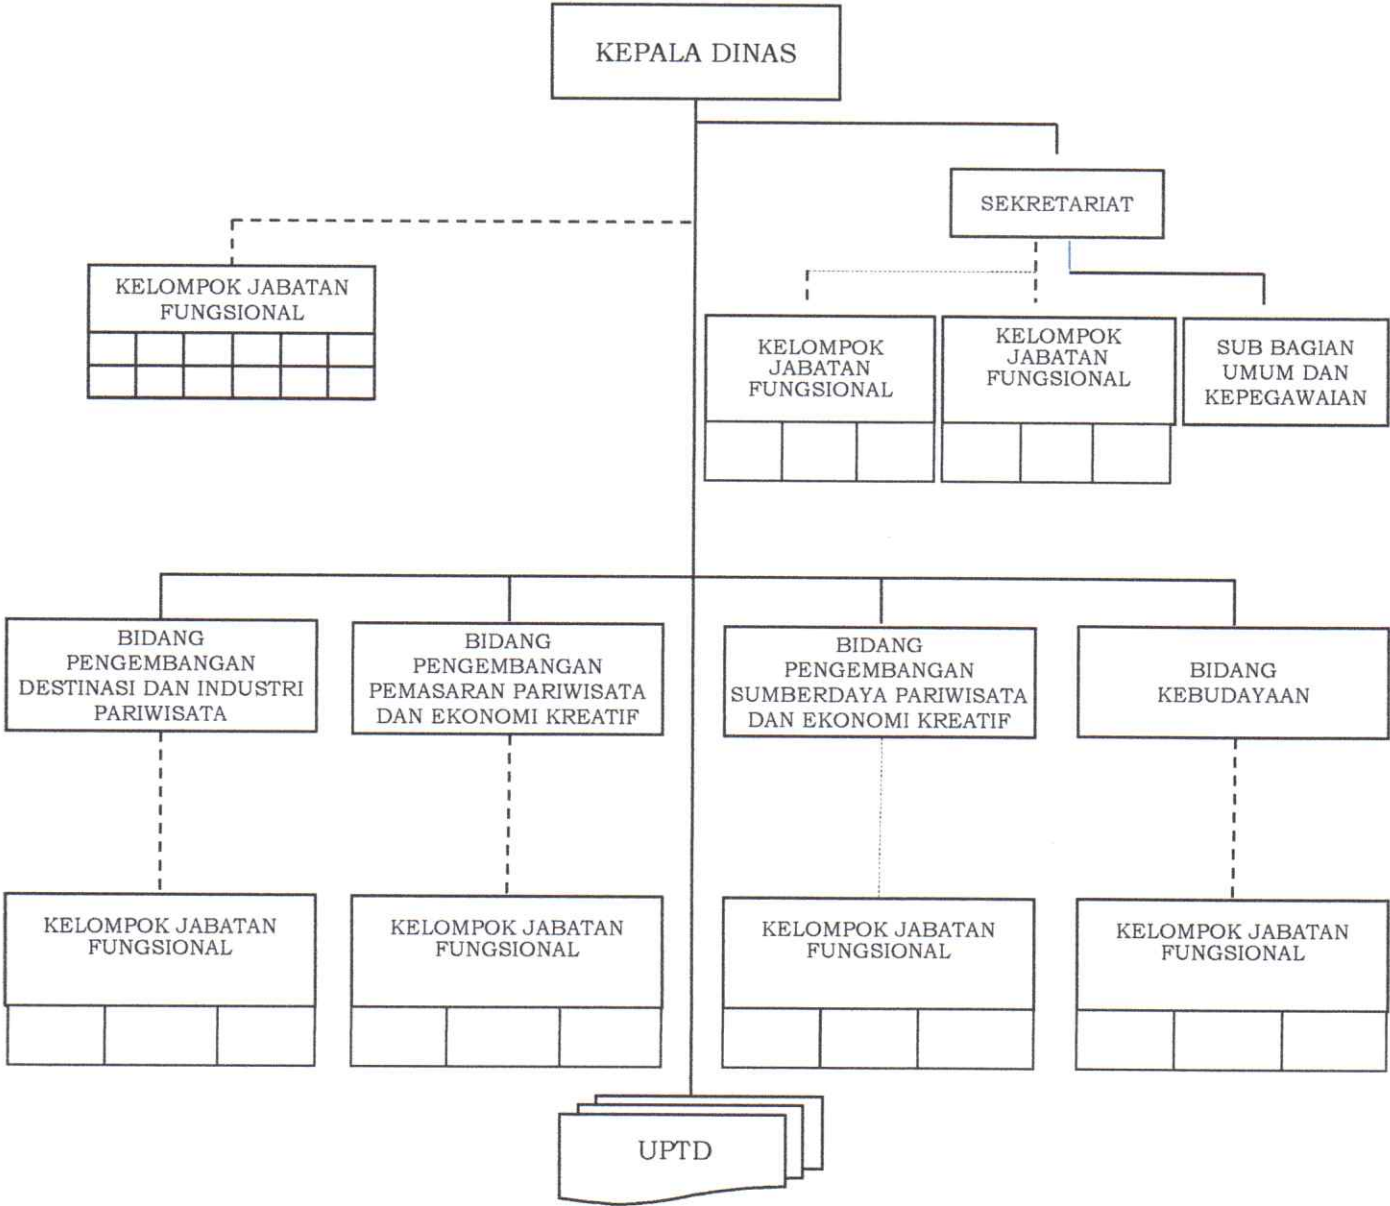 KEPALA DINAS
SEKRETARIAT
KELOMPOK JABATAN
FUNGSIONAL
KELOMPOK
JABATAN
FUNGSIONAL
KELOMPOK
JABATAN
FUNGSIONAL
SUB BAGIAN
UMUM DAN
KEPEGAWAIAN
BIDANG
PENGEMBANGAN
DESTINASI DAN INDUSTRI
PARIWISATA
BIDANG
PENGEMBANGAN
PEMASARAN PARIWISATA
DAN EKONOMI KREATIF
BIDANG
PENGEMBANGAN
SUMBERDAYA PARIWISATA
DAN EKONOMI KREATIF
BIDANG
KEBUDAYAAN
KELOMPOK JABATAN
FUNGSIONAL
KELOMPOK JABATAN
FUNGSIONAL
KELOMPOK JABATAN
FUNGSIONAL
KELOMPOK JABATAN
FUNGSIONAL
UPTD